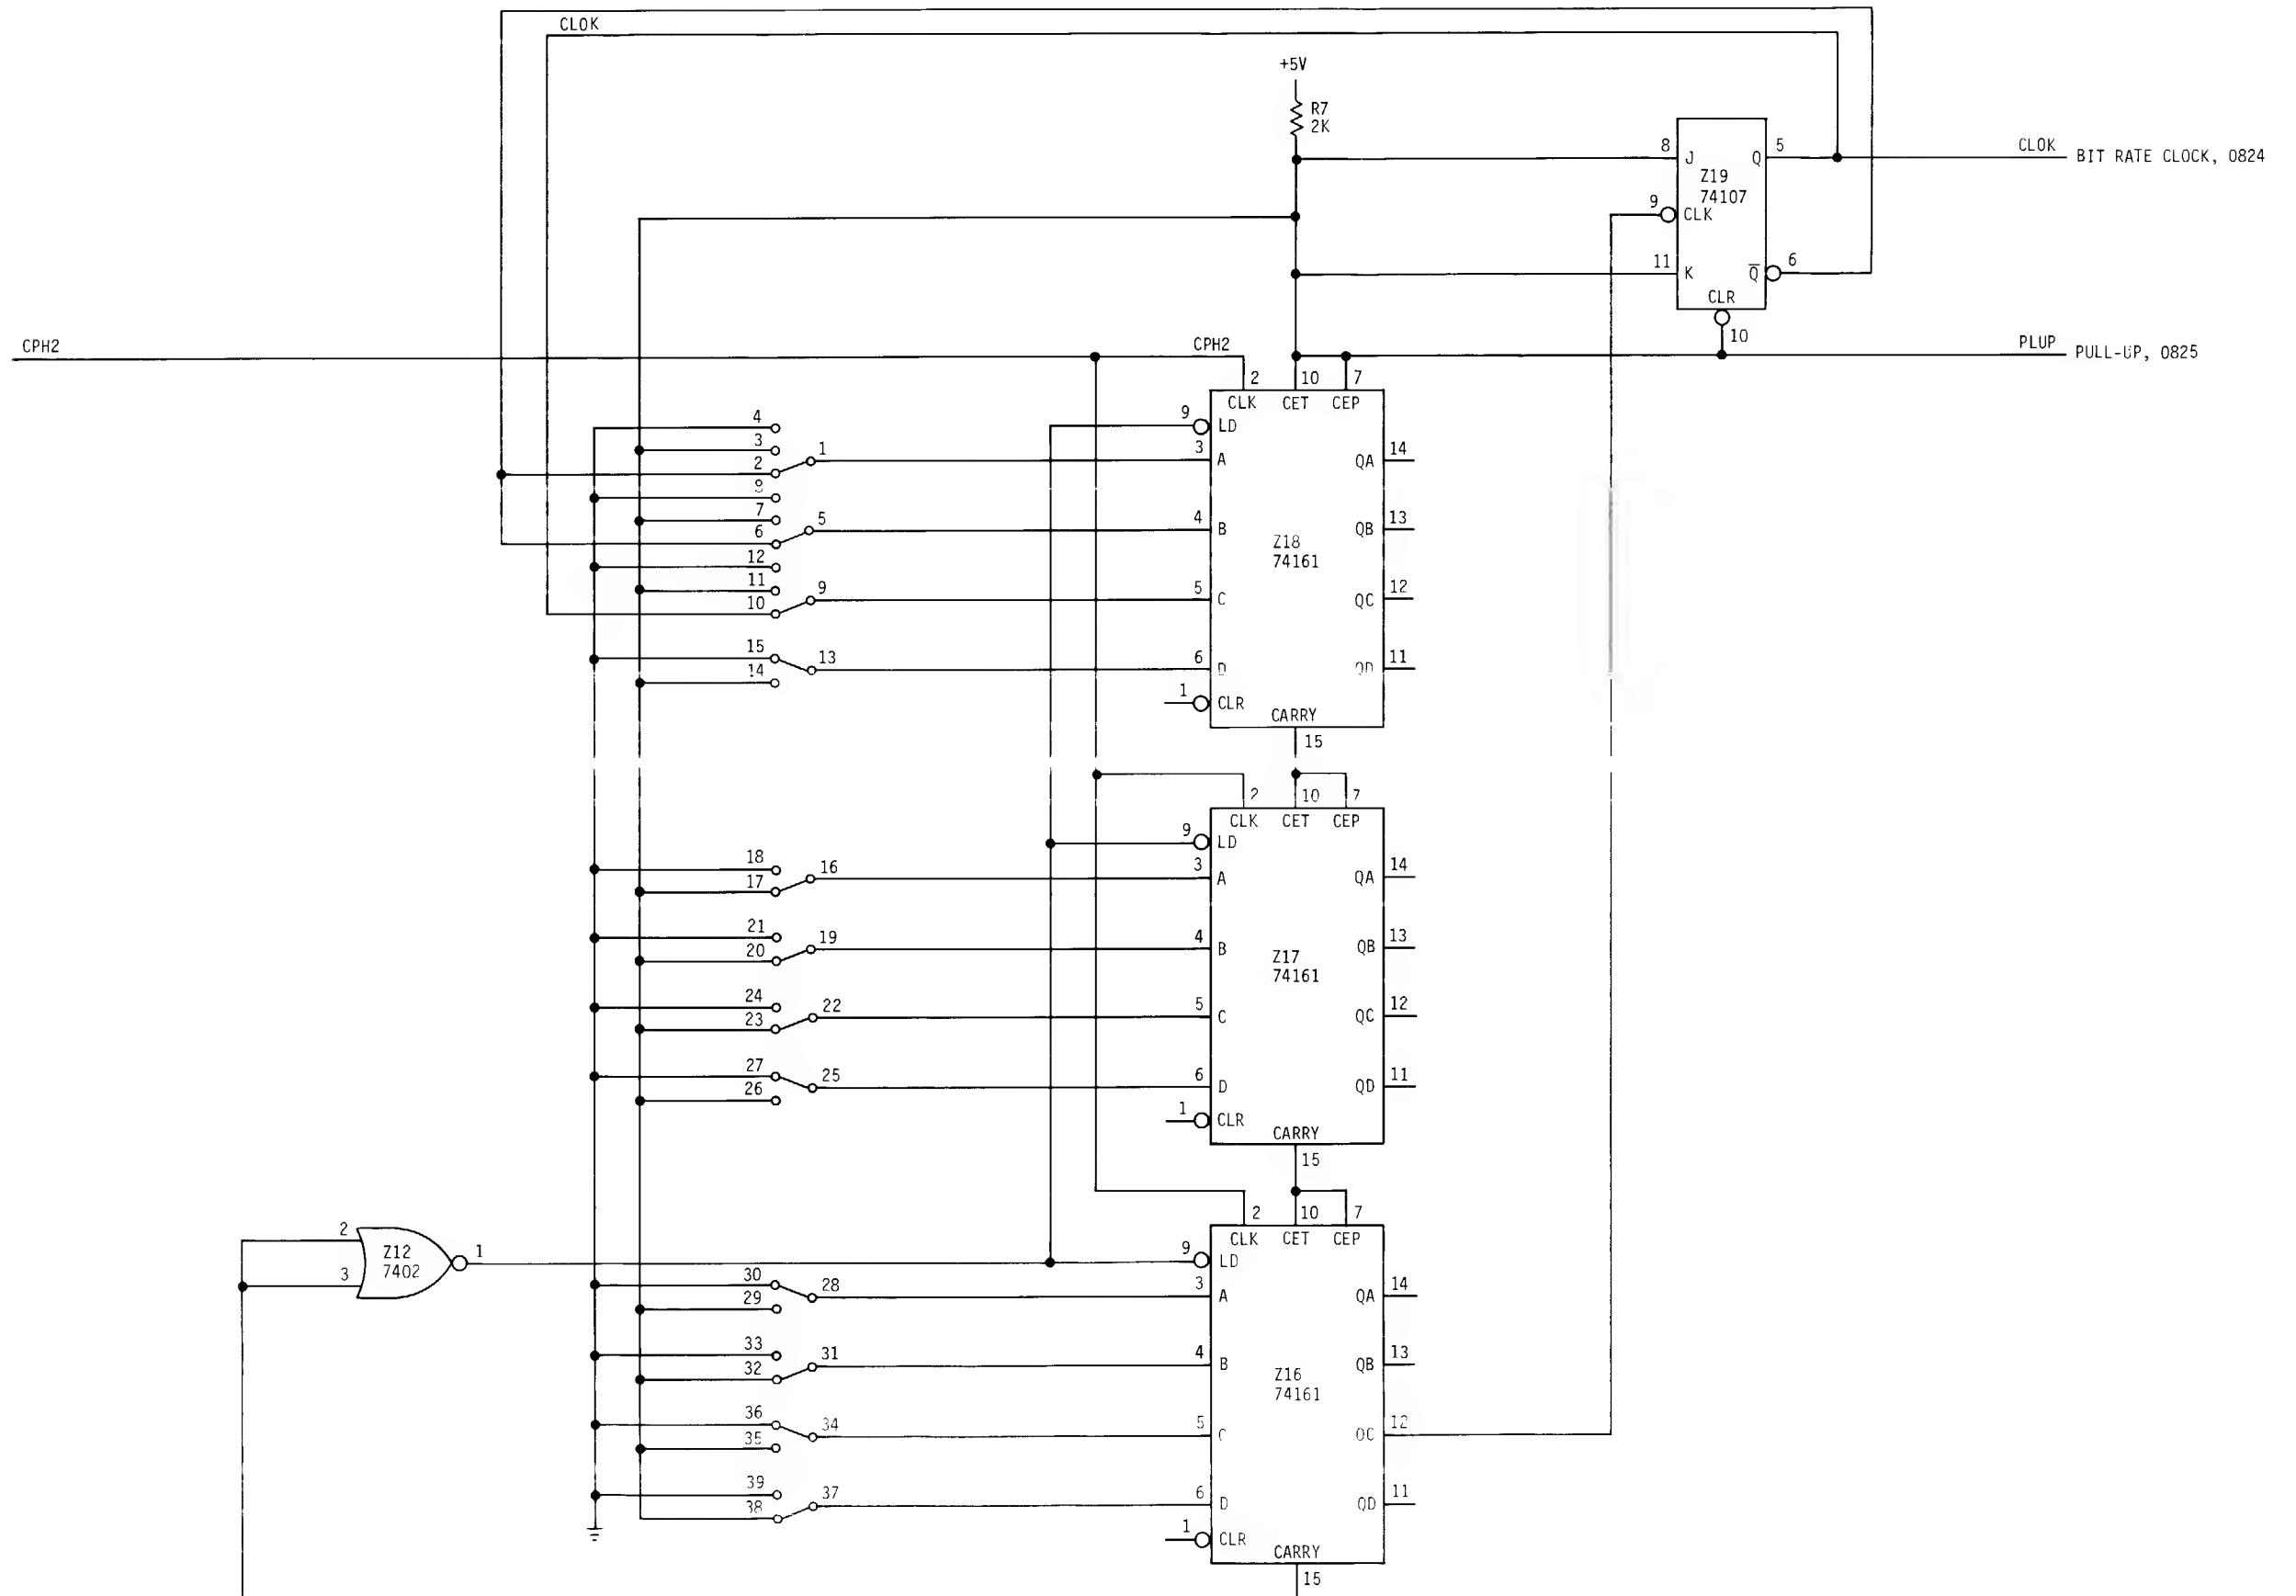 CLOK
+5V
R7
2K
8 J Q 5
CLOK BIT RATE CLOCK, 0824
Z19
74107
9 CLK
11 K Q 6
CLR
10
CPH2
CPH2
PLUP PULL-UP, 0825
2 10 7
CLK CET CEP
4
9 LD
3
1
2
3 A QA 14
8
7
5
6
4 B QB 13
Z18
74161
12
11
9
10
5 C QC 12
15
13
14
6 D QD 11
1 CLR
CARRY
15
2 10 7
CLK CET CEP
9 LD
18
16
17
3 A QA 14
21
19
20
4 B QB 13
Z17
74161
24
22
23
5 C QC 12
27
25
26
6 D QD 11
1 CLR
CARRY
15
2 10 7
CLK CET CEP
2
3
Z12
7402
1
9 LD
30
28
29
3 A QA 14
33
31
32
4 B QB 13
Z16
74161
36
34
35
5 C QC 12
39
37
38
6 D QD 11
1 CLR
CARRY
15